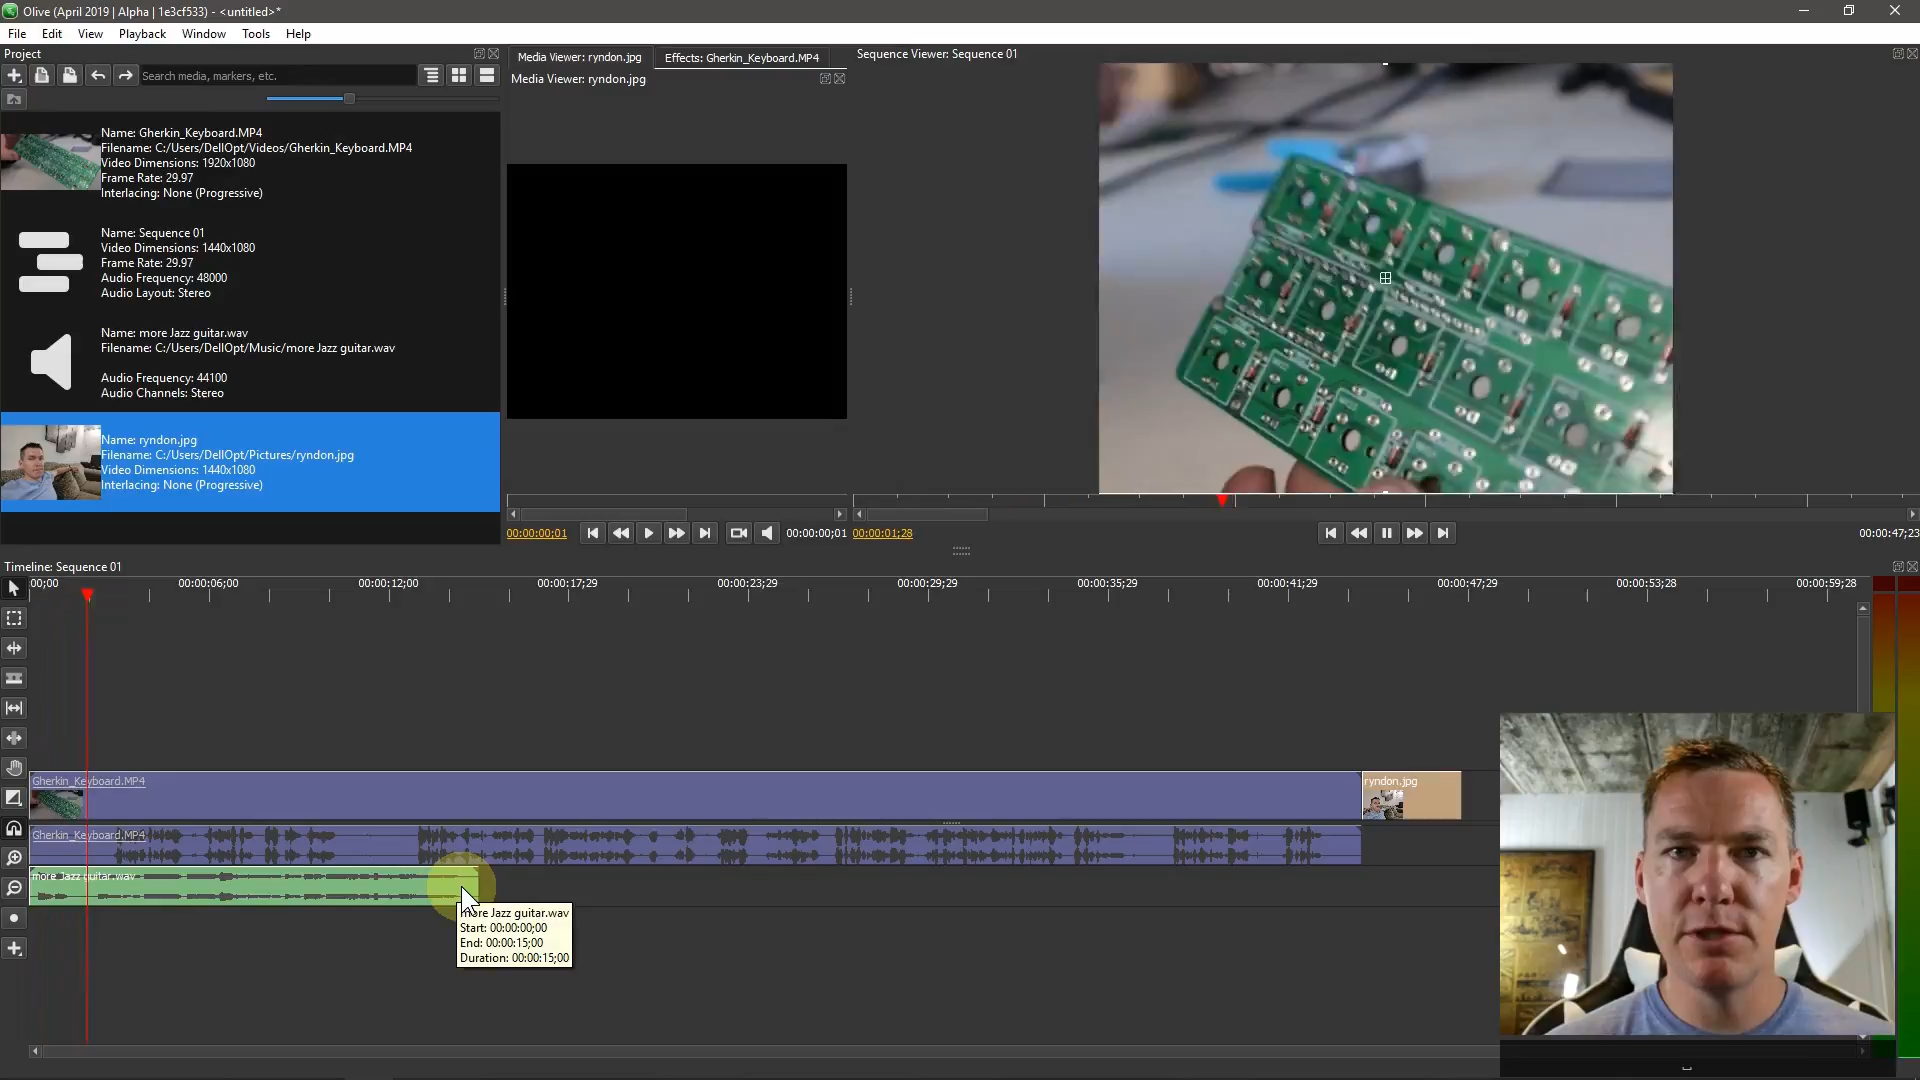 Olive (April 2019 | Alpha | 1e3cf533) - <untitled>*
File Edit View Playback Window Tools Help
Project
Search media, markers, etc.
Name: Gherkin_Keyboard.MP4
Filename: C:/Users/DellOpt/Videos/Gherkin_Keyboard.MP4
Video Dimensions: 1920x1080
Frame Rate: 29.97
Interlacing: None (Progressive)
Name: Sequence 01
Video Dimensions: 1440x1080
Frame Rate: 29.97
Audio Frequency: 48000
Audio Layout: Stereo
Name: more Jazz guitar.wav
Filename: C:/Users/DellOpt/Music/more Jazz guitar.wav
Audio Frequency: 44100
Audio Channels: Stereo
Name: ryndon.jpg
Filename: C:/Users/DellOpt/Pictures/ryndon.jpg
Video Dimensions: 1440x1080
Interlacing: None (Progressive)
Media Viewer: ryndon.jpg Effects: Gherkin_Keyboard.MP4
Media Viewer: ryndon.jpg
00:00:00;01 00:00:00;01
Sequence Viewer: Sequence 01
00:00:01;28 00:00:47;23
Timeline: Sequence 01
00;00 00:00:06;00 00:00:12;00 00:00:17;29 00:00:23;29 00:00:29;29 00:00:35;29 00:00:41;29 00:00:47;29 00:00:53;28 00:00:59;28
Gherkin_Keyboard.MP4 ryndon.jpg
Gherkin_Keyboard.MP4
more Jazz guitar.wav
more Jazz guitar.wav
Start: 00:00:00;00
End: 00:00:15;00
Duration: 00:00:15;00